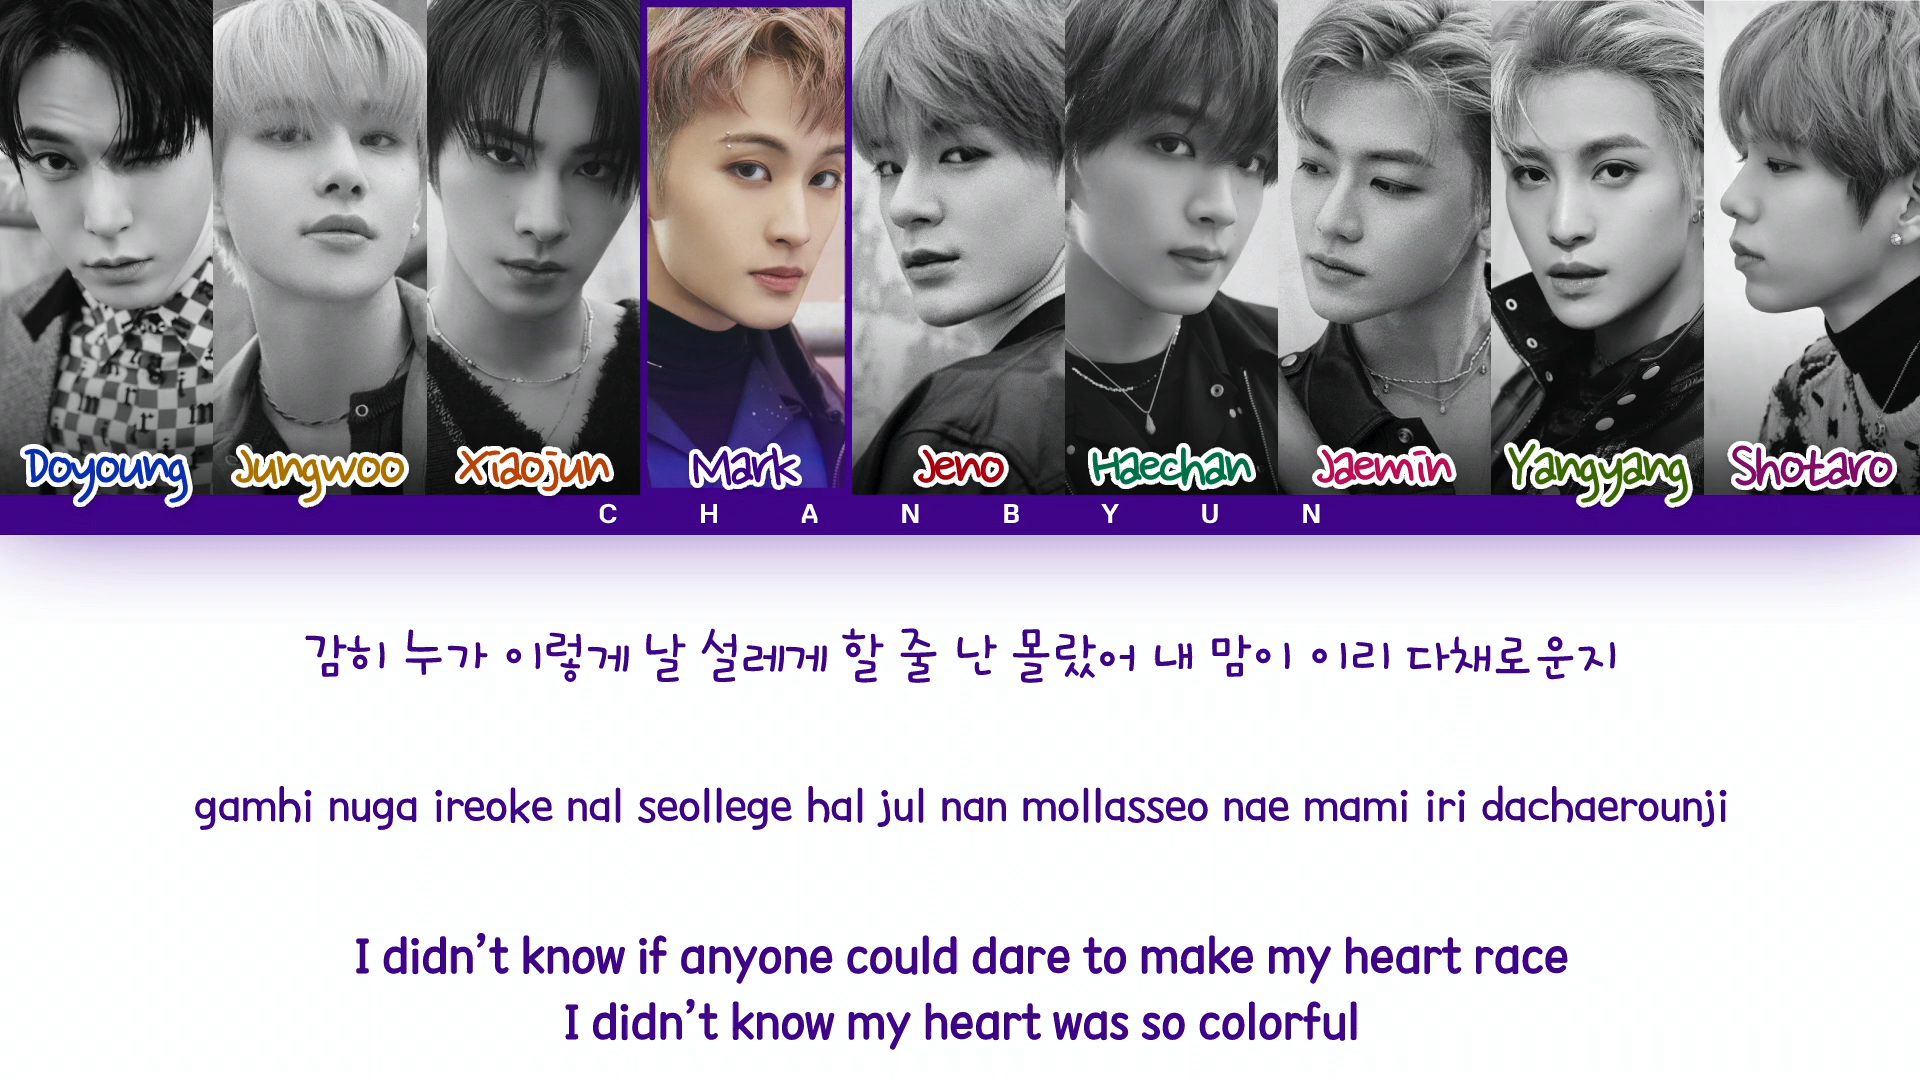 Doyoung Jungwoo Xiaojun Mark Jeno Haechan Jaemin Yangyang Shotaro
CHANBYUN
감히 누가 이렇게 날 설레게 할 줄 난 몰랐어 내 맘이 이리 다채로운지
gamhi nuga ireoke nal seollege hal jul nan mollasseo nae mami iri dachaerounji
I didn’t know if anyone could dare to make my heart race
I didn’t know my heart was so colorful